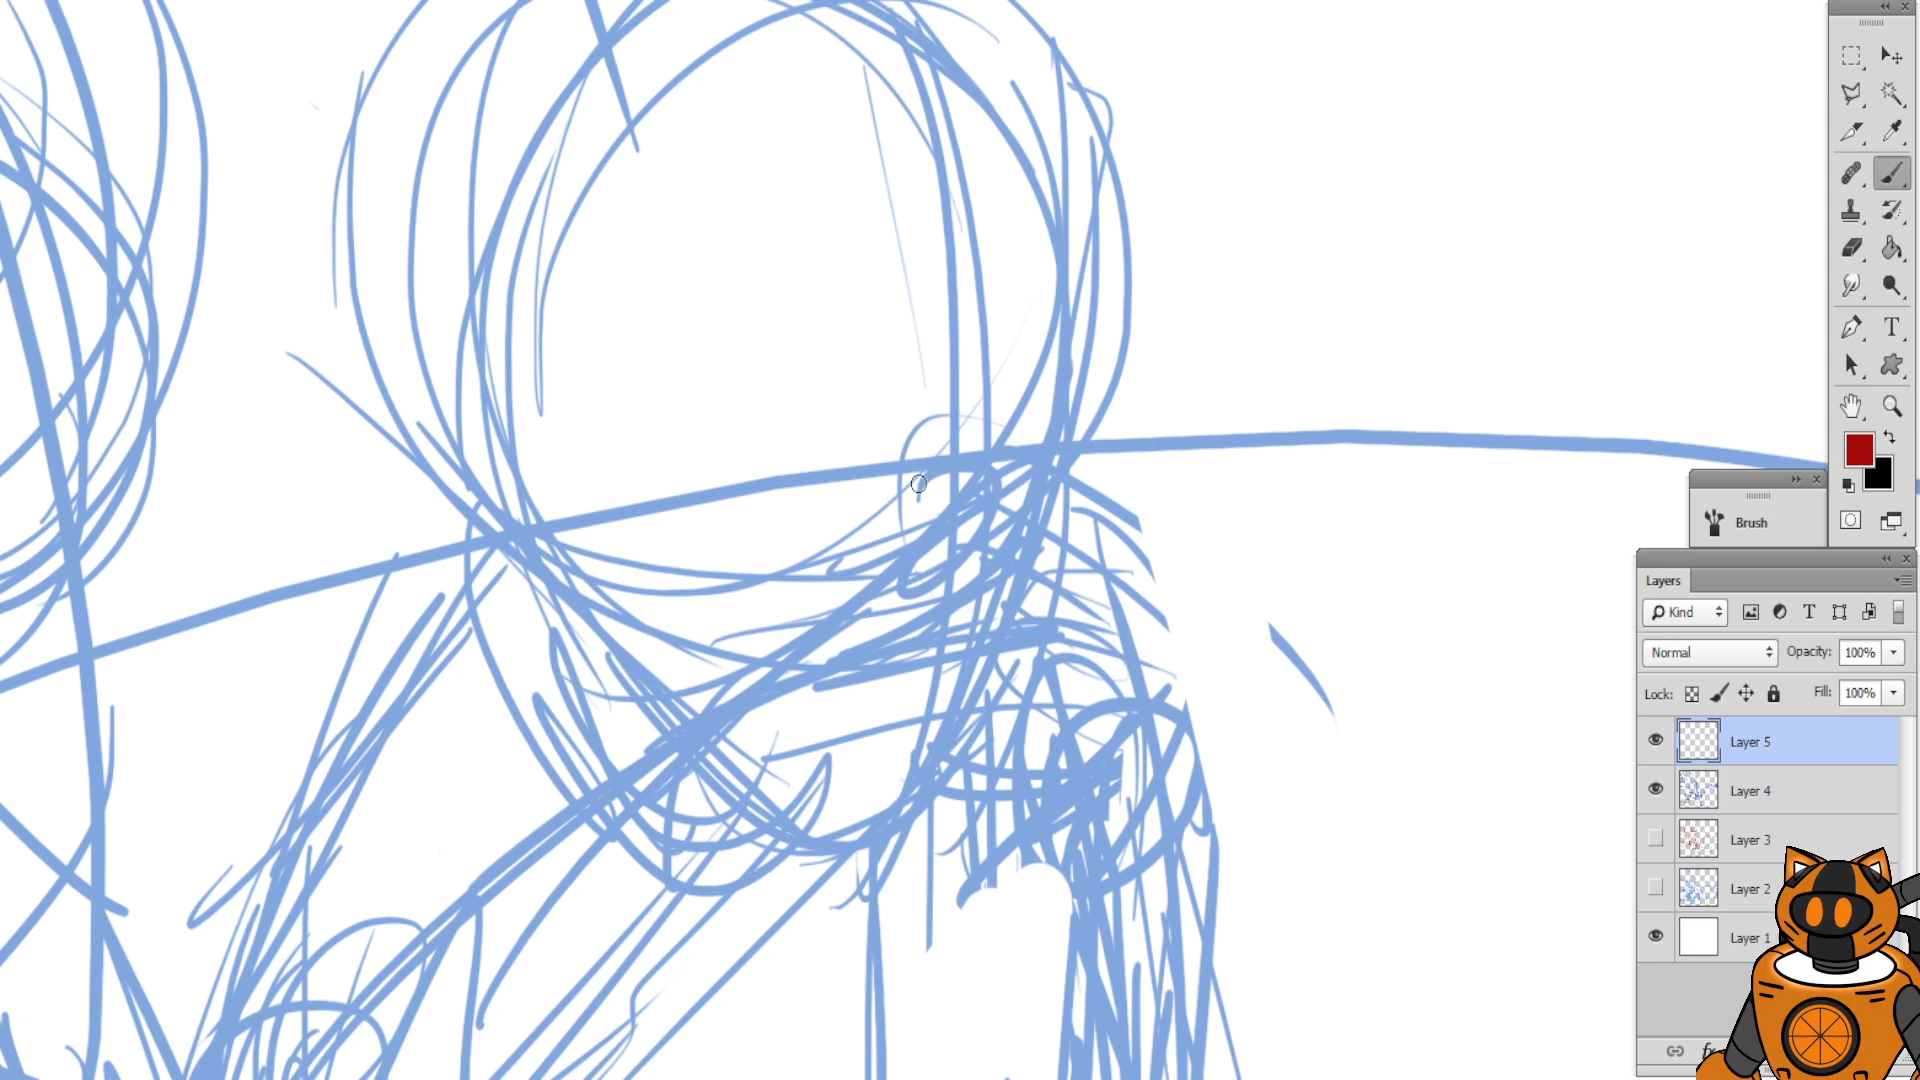 T
Brush
Layers
Kind
T
Normal
Opacity: 100%
Lock:
Fill: 100%
Layer 5
Layer 4
Layer 3
Layer 2
Layer 1
fx